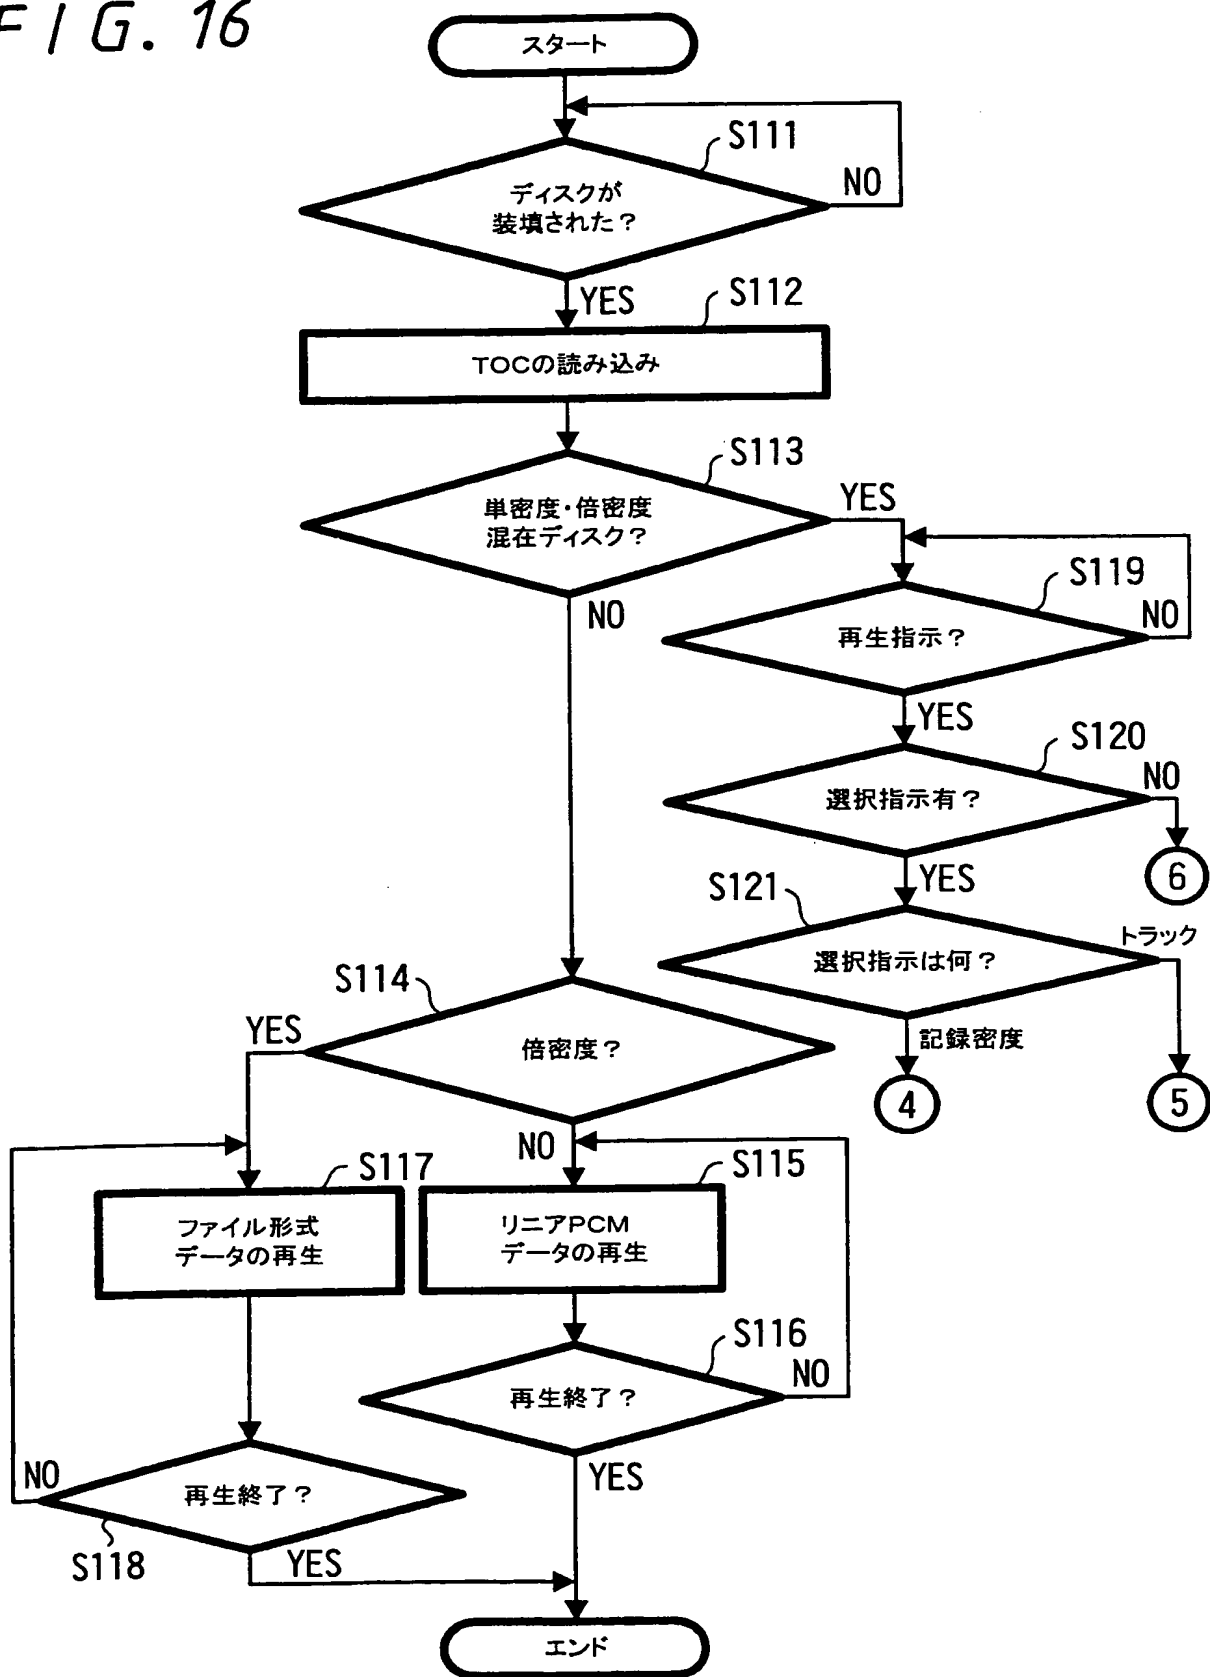 FIG. 16
スタート
S111
ディスクが
装填された?
NO
YES
S112
TOCの読み込み
S113
単密度・倍密度
混在ディスク?
YES
NO
S119
再生指示?
NO
YES
S120
選択指示有?
NO
6
YES
S121
選択指示は何?
トラック
記録密度
4
5
S114
倍密度?
YES
NO
S117
ファイル形式
データの再生
S115
リニアPCM
データの再生
S116
再生終了?
NO
YES
再生終了?
NO
S118
YES
エンド